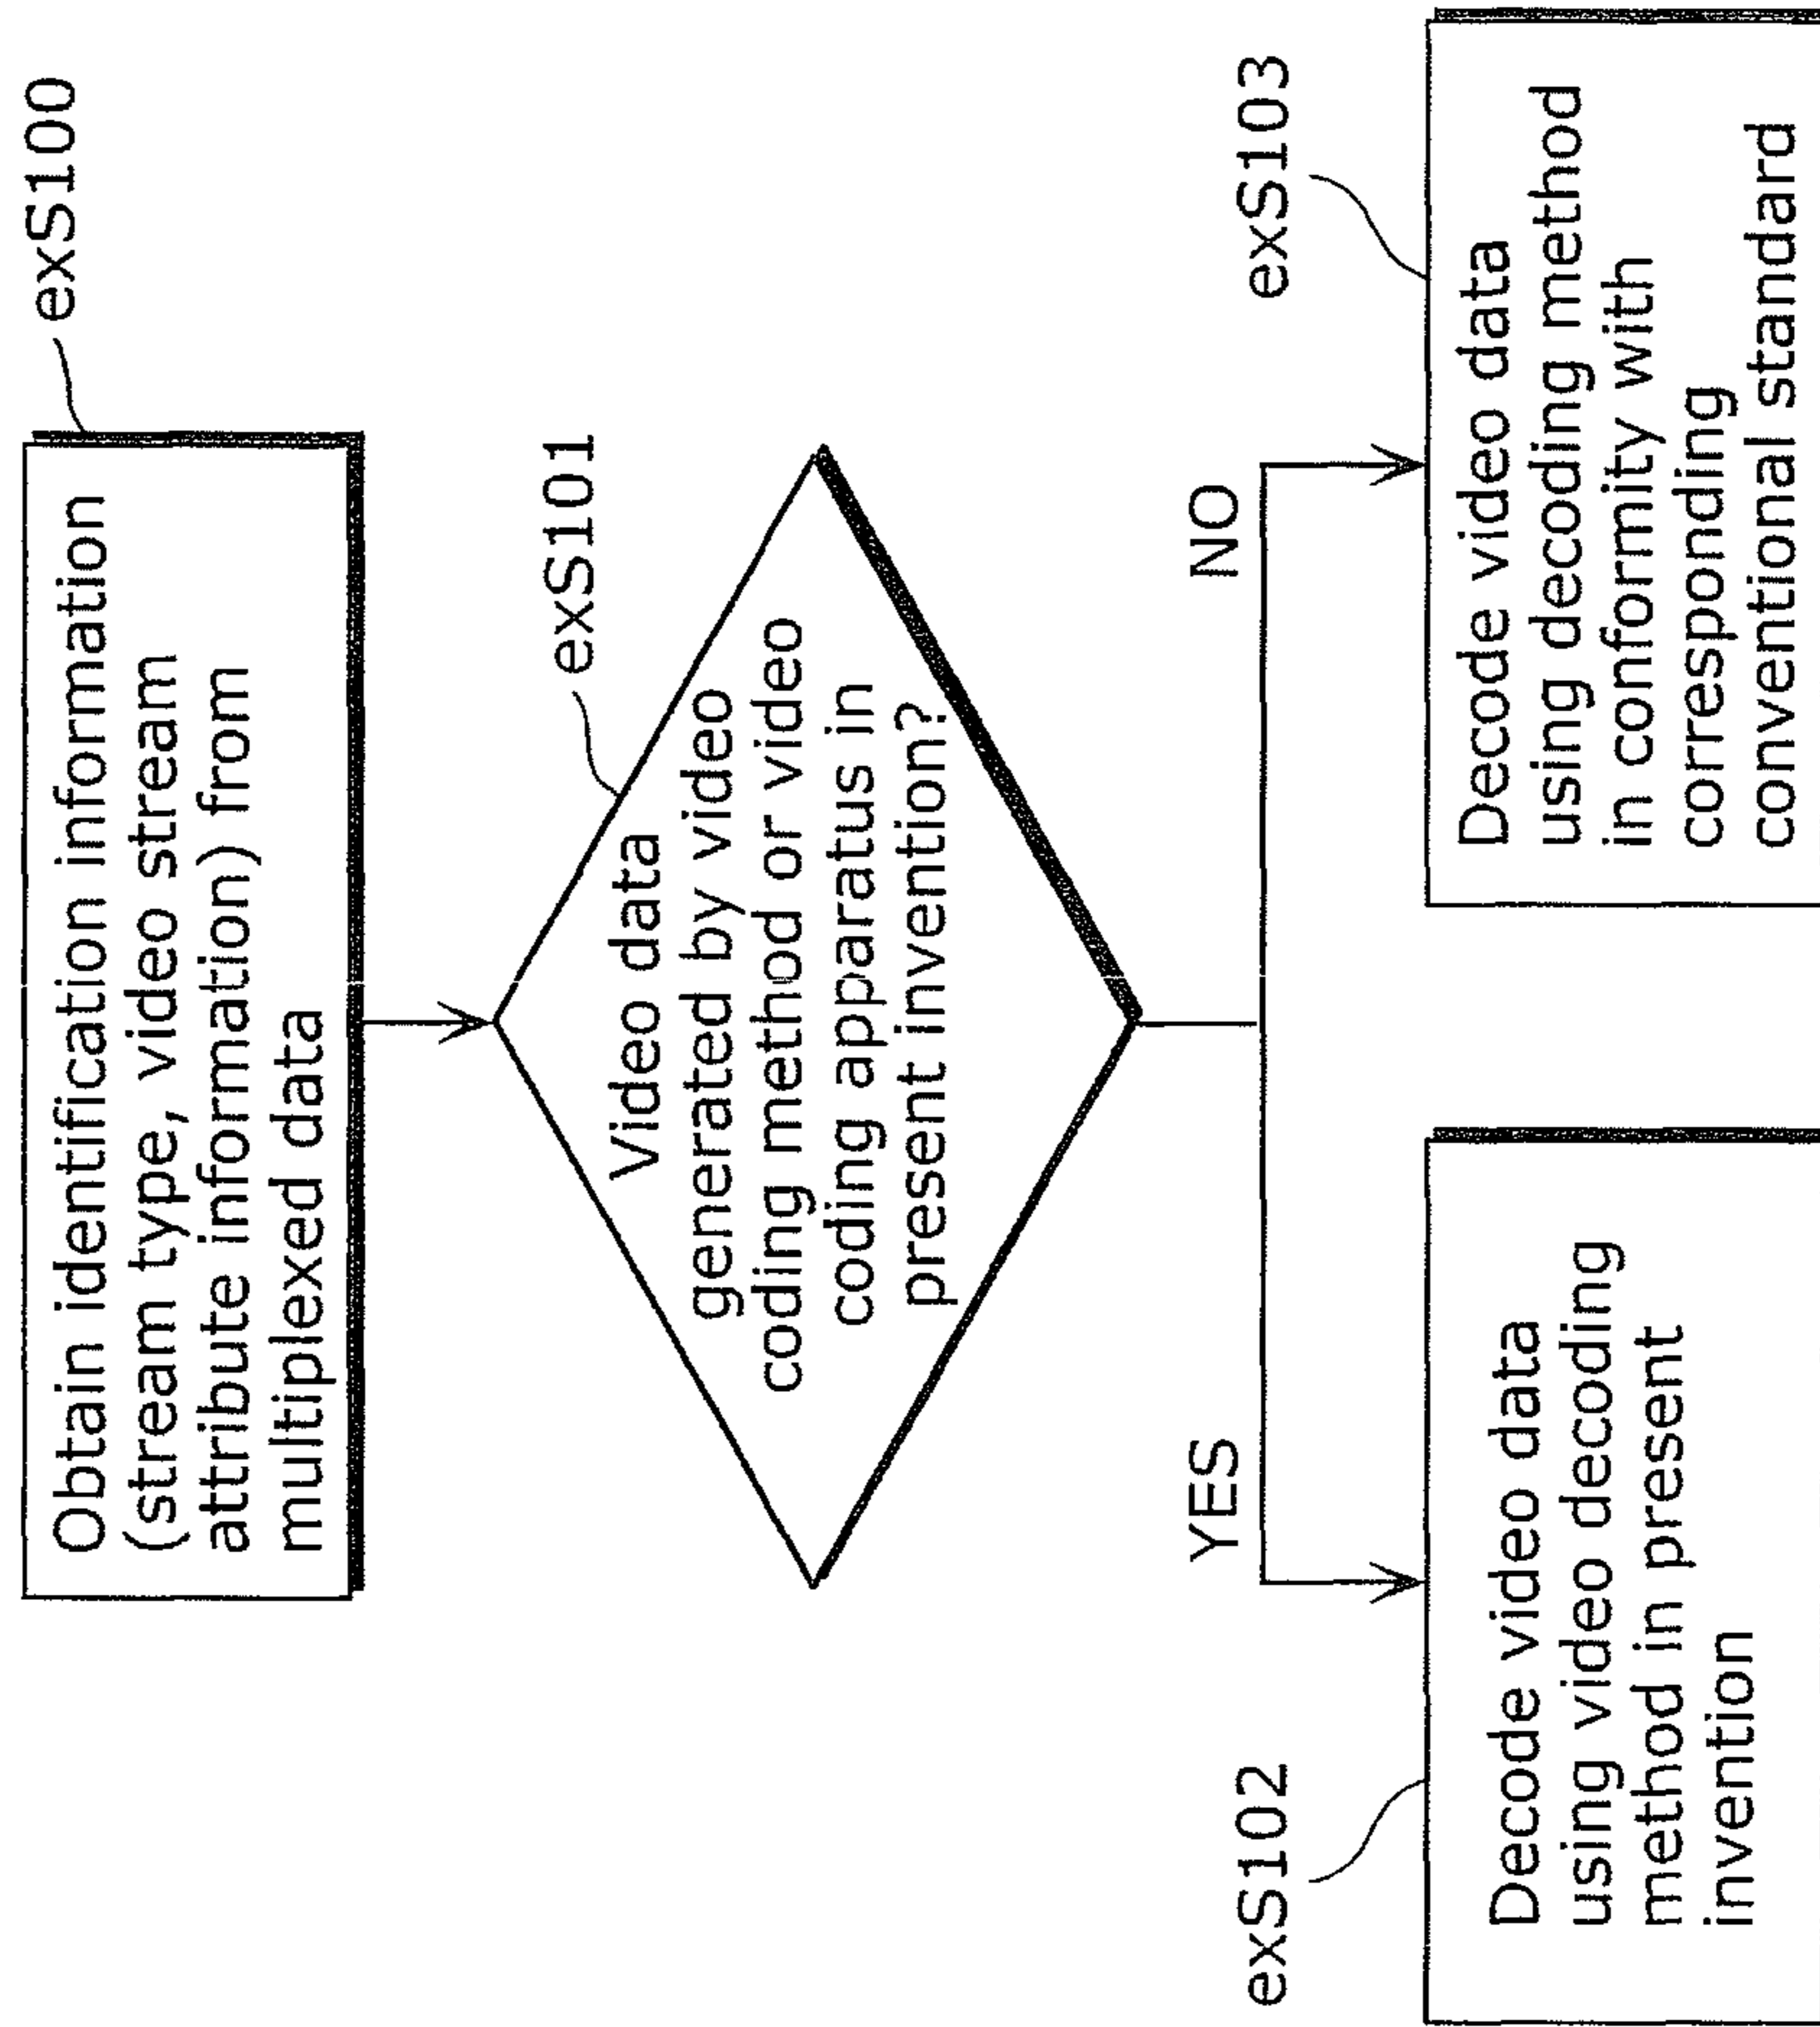 exS100
Obtain identification information
(stream type, video stream
attribute information) from
multiplexed data
exS101
Video data
generated by video
coding method or video
coding apparatus in
present invention?
YES
NO
exS102
Decode video data
using video decoding
method in present
invention
exS103
Decode video data
using decoding method
in conformity with
corresponding
conventional standard